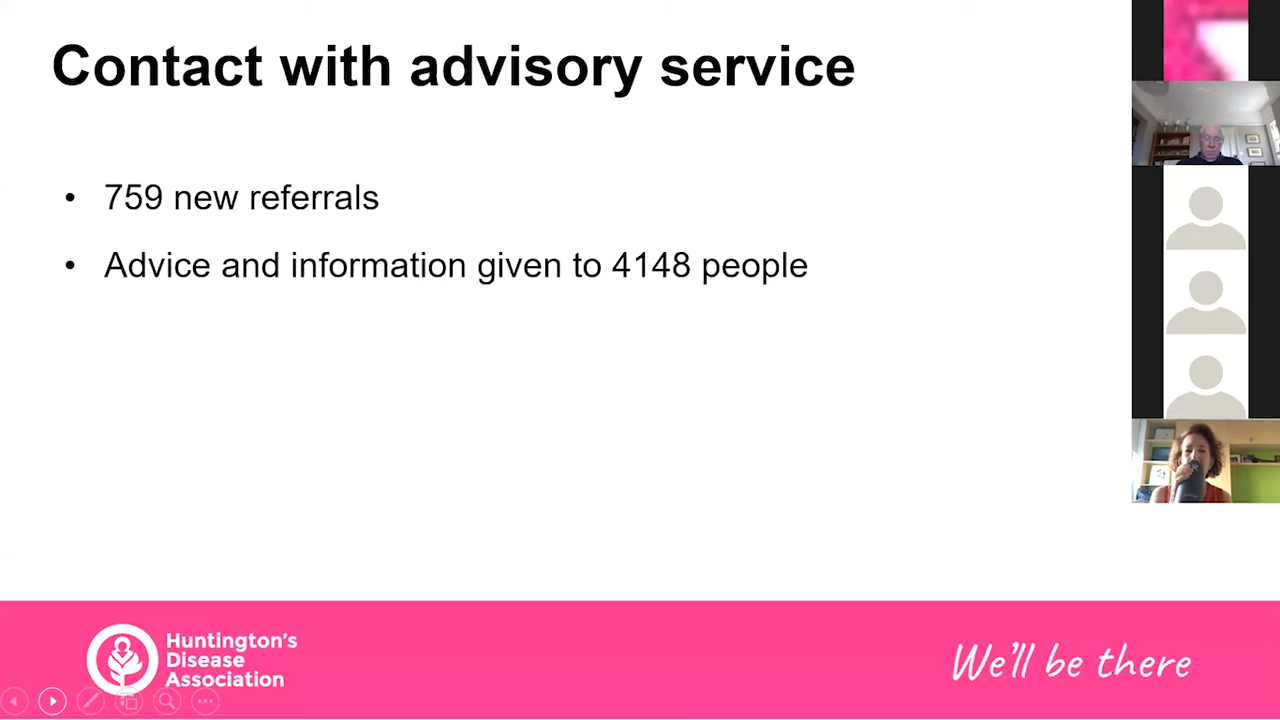 Contact with advisory service
• 759 new referrals
• Advice and information given to 4148 people
Huntington's
Disease
Association
We'll be there